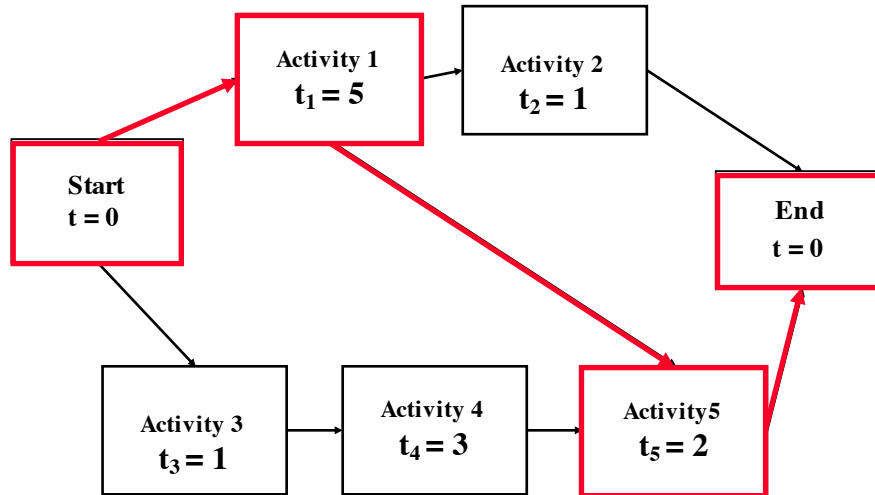 Activity 1
t₁ = 5
Activity 2
t₂ = 1
Start
t = 0
End
t = 0
Activity 3
t₃ = 1
Activity 4
t₄ = 3
Activity5
t₅ = 2